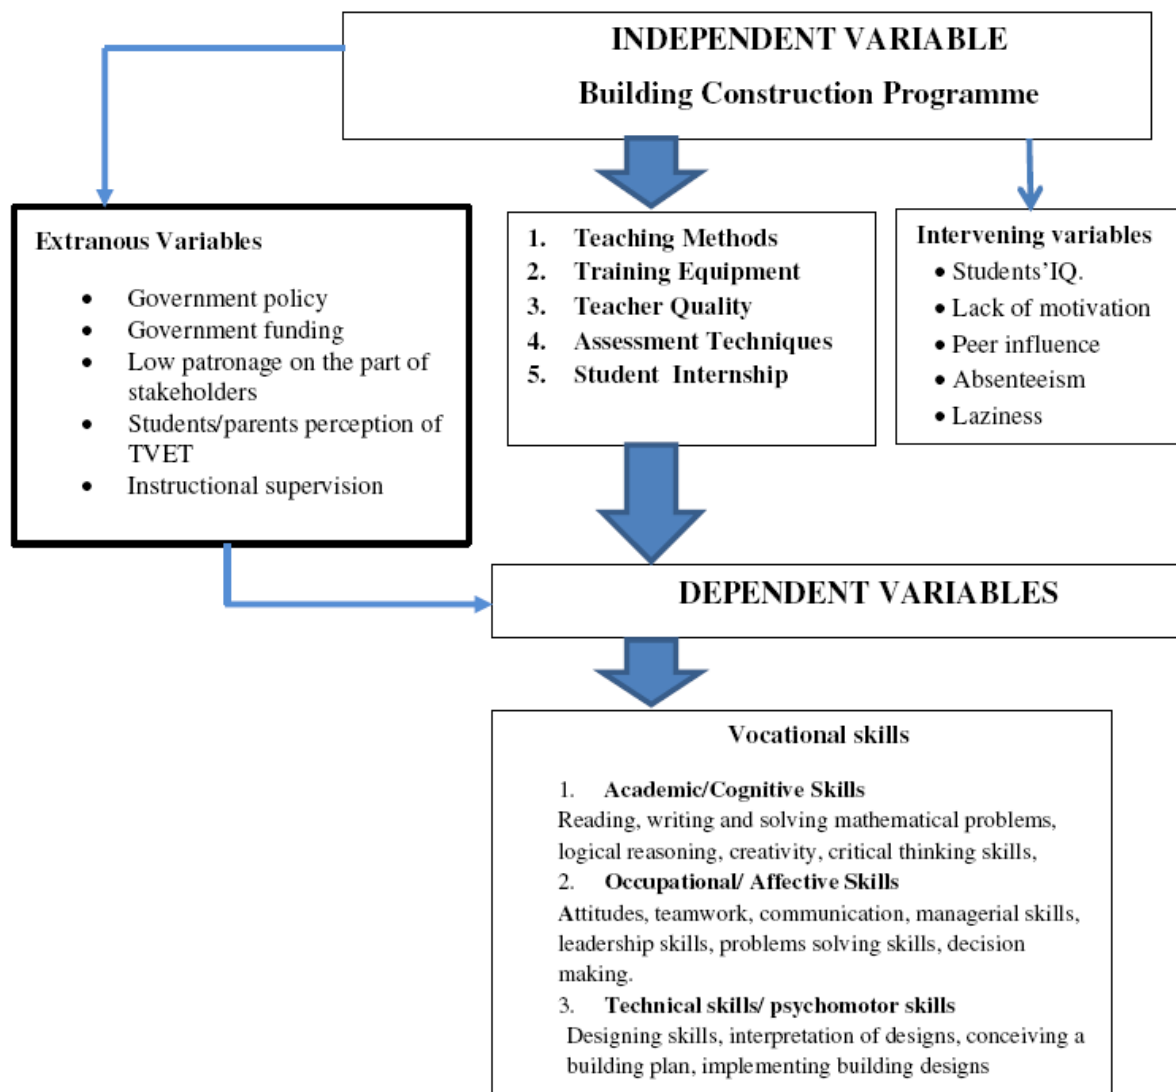 INDEPENDENT VARIABLE
Building Construction Programme
Extranous Variables
• Government policy
• Government funding
• Low patronage on the part of
stakeholders
• Students/parents perception of
TVET
• Instructional supervision
1. Teaching Methods
2. Training Equipment
3. Teacher Quality
4. Assessment Techniques
5. Student Internship
Intervening variables
• Students'IQ.
• Lack of motivation
• Peer influence
• Absenteeism
• Laziness
DEPENDENT VARIABLES
Vocational skills
1. Academic/Cognitive Skills
Reading, writing and solving mathematical problems,
logical reasoning, creativity, critical thinking skills,
2. Occupational/ Affective Skills
Attitudes, teamwork, communication, managerial skills,
leadership skills, problems solving skills, decision
making.
3. Technical skills/ psychomotor skills
Designing skills, interpretation of designs, conceiving a
building plan, implementing building designs